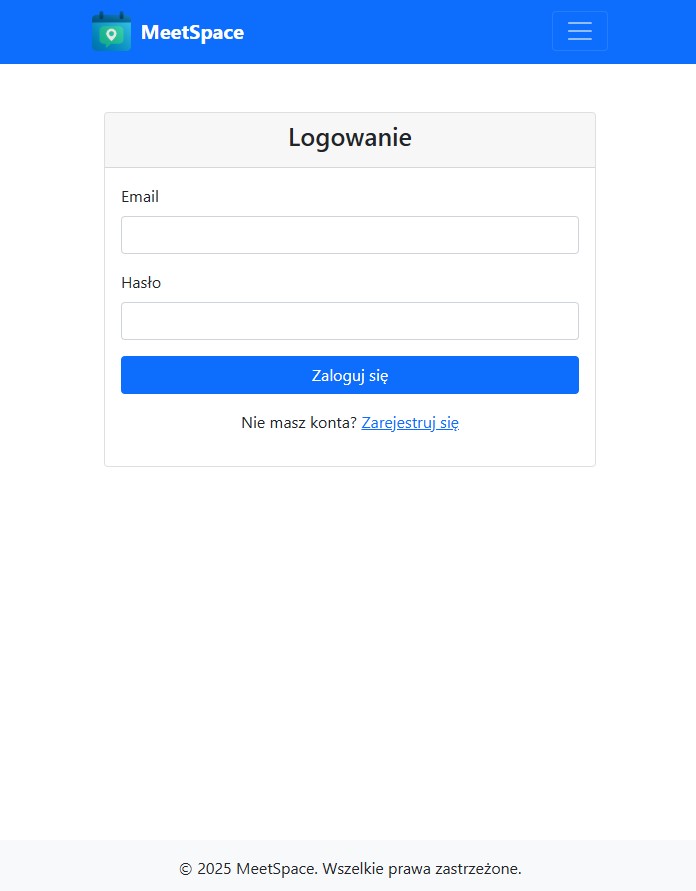 MeetSpace
Logowanie
Email
Hasło
Zaloguj się
Nie masz konta? Zarejestruj się
© 2025 MeetSpace. Wszelkie prawa zastrzeżone.